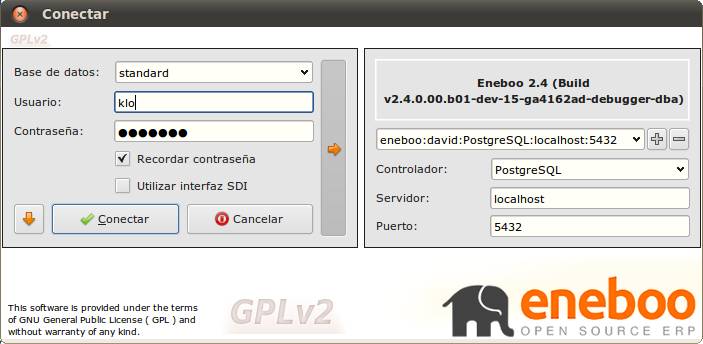 Conectar
GPLv2
Base de datos: standard
Usuario: klo
Contraseña: ●●●●●●●
Recordar contraseña
Utilizar interfaz SDI
Conectar Cancelar
Eneboo 2.4 (Build
v2.4.0.00.b01-dev-15-ga4162ad-debugger-dba)
eneboo:david:PostgreSQL:localhost:5432
Controlador: PostgreSQL
Servidor: localhost
Puerto: 5432
This software is provided under the terms
of GNU General Public License ( GPL ) and
without warranty of any kind.
GPLv2
eneboo
OPEN SOURCE ERP